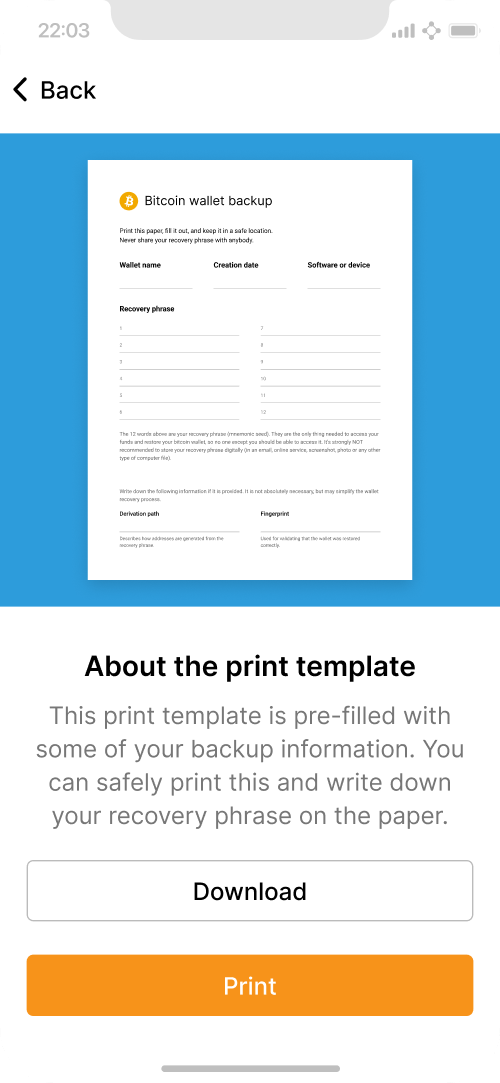 22:03
Back
Bitcoin wallet backup
Print this paper, fill it out, and keep it in a safe location.
Never share your recovery phrase with anybody.
Wallet name Creation date Software or device
Recovery phrase
1 7
2 8
3 9
4 10
5 11
6 12
The 12 words above are your recovery phrase (mnemonic seed). They are the only thing needed to access your
funds and restore your bitcoin wallet, so no one except you should be able to access it. It's strongly NOT
recommended to store your recovery phrase digitally (in an email, online service, screenshot, photo or any other
type of computer file)
Write down the following information if it is provided. It is not absolutely necessary, but may simplify the wallet
recovery process.
Derivation path Fingerprint
Describes how addresses are generated from the Used for validating that the wallet was restored
recovery phrase correctly
About the print template
This print template is pre-filled with
some of your backup information. You
can safely print this and write down
your recovery phrase on the paper.
Download
Print